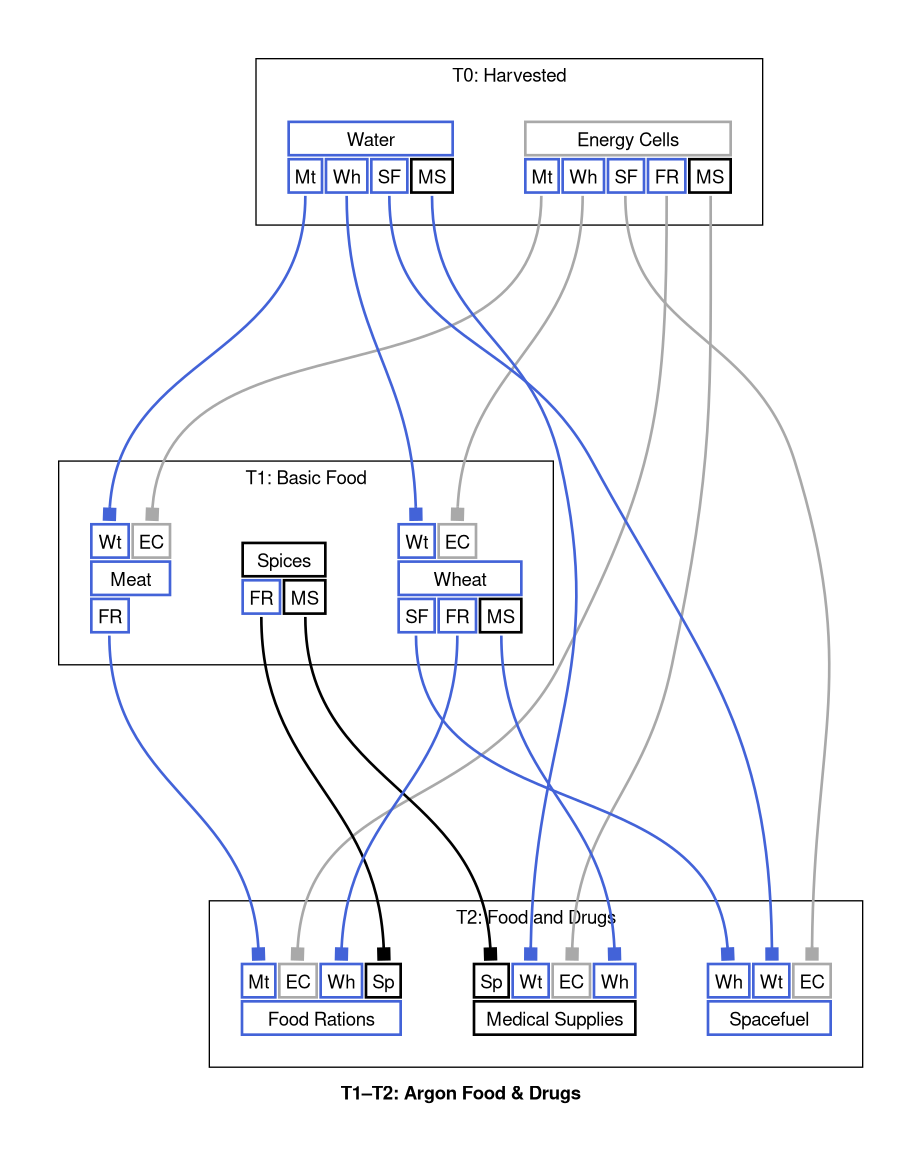 T0: Harvested
Water
Energy Cells
Mt Wh SF MS
Mt Wh SF FR MS
T1: Basic Food
Wt EC
Meat
FR
Spices
FR MS
Wt EC
Wheat
SF FR MS
T2: Food and Drugs
Mt EC Wh Sp
Food Rations
Sp Wt EC Wh
Medical Supplies
Wh Wt EC
Spacefuel
T1–T2: Argon Food & Drugs